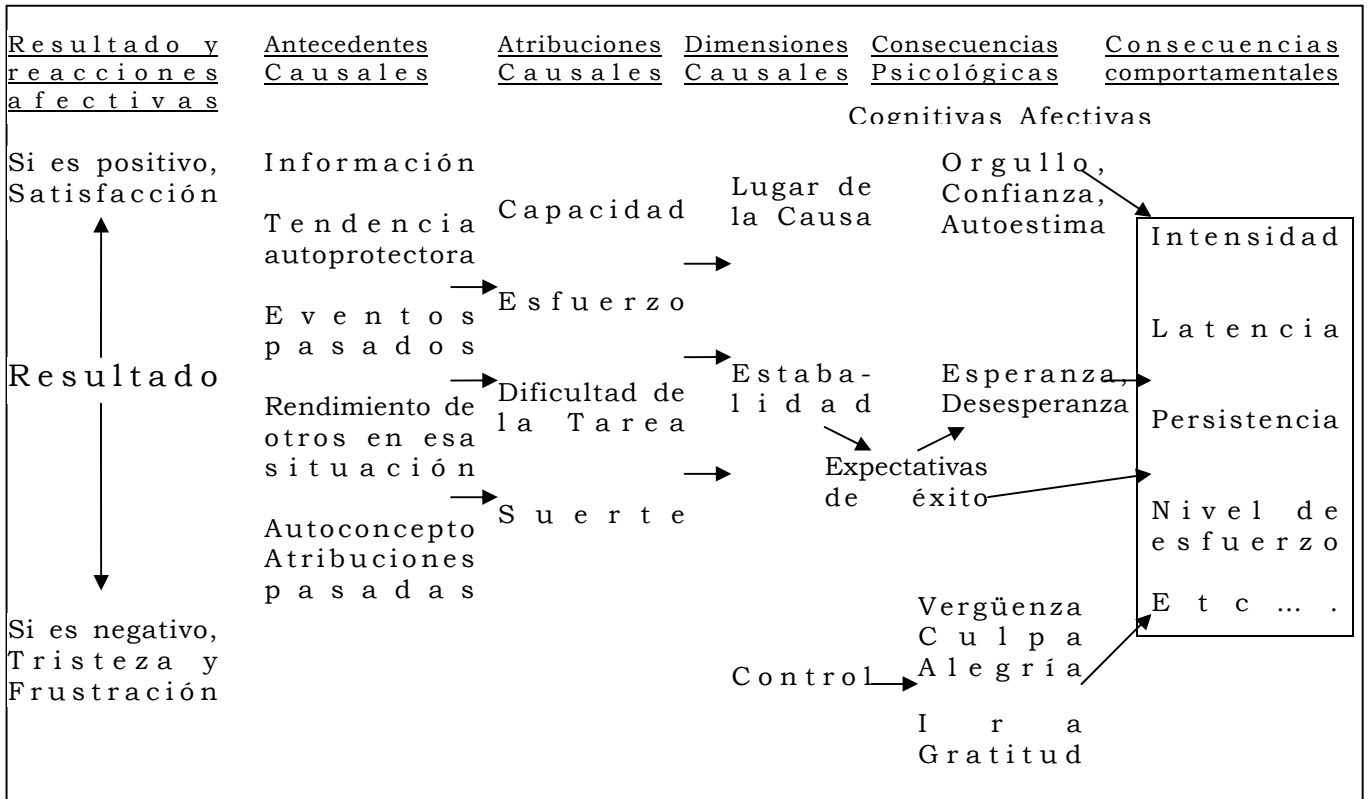 Resultado y
reacciones
afectivas
Antecedentes
Causales
Atribuciones
Causales
Dimensiones
Causales
Consecuencias
Psicológicas
Consecuencias
comportamentales
Cognitivas Afectivas
Si es positivo,
Satisfacción
Resultado
Si es negativo,
Tristeza y
Frustración
Información
Tendencia
autoprotectora
Eventos
pasados
Rendimiento de
otros en esa
situación
Autoconcepto
Atribuciones
pasadas
Capacidad
Esfuerzo
Dificultad de
la Tarea
Suerte
Lugar de
la Causa
Estaba-
lidad
Control
Expectativas
de éxito
Orgullo,
Confianza,
Autoestima
Esperanza,
Desesperanza
Vergüenza
Culpa
Alegría
Ira
Gratitud
Intensidad
Latencia
Persistencia
Nivel de
esfuerzo
Etc….